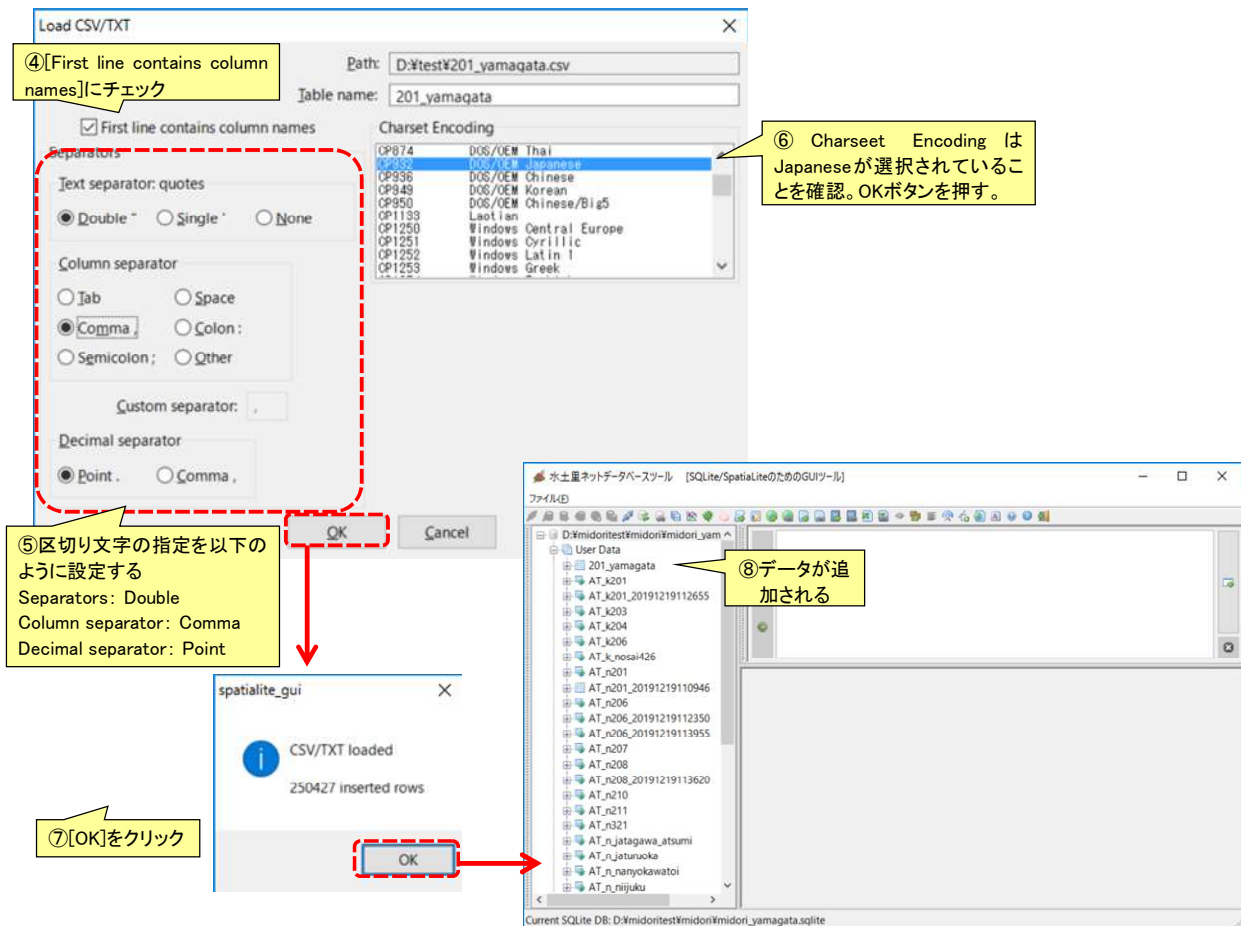 Load CSV/TXT
④[First line contains column
names]にチェック
Path: D:¥test¥201_yamagata.csv
Table name: 201_yamagata
First line contains column names
Separators
Text separator: quotes
Double " Single ' None
Column separator
Tab Space
Comma , Colon :
Semicolon ; Other
Custom separator: ,
Decimal separator
Point . Comma ,
Charset Encoding
CP874 DOS/OEM Thai
CP932 DOS/OEM Japanese
CP936 DOS/OEM Chinese
CP949 DOS/OEM Korean
CP950 DOS/OEM Chinese/Big5
CP1133 Laotian
CP1250 Windows Central Europe
CP1251 Windows Cyrillic
CP1252 Windows Latin 1
CP1253 Windows Greek
⑥ Charseet Encoding は
Japaneseが選択されているこ
とを確認。OKボタンを押す。
OK Cancel
⑤区切り文字の指定を以下の
ように設定する
Separators: Double
Column separator: Comma
Decimal separator: Point
spatialite_gui
CSV/TXT loaded
250427 inserted rows
OK
⑦[OK]をクリック
水土里ネットデータベースツール [SQLite/SpatiaLiteのためのGUIツール]
ファイル(F)
D:¥midoritest¥midori¥midori_yam
User Data
201_yamagata
AT_k201
AT_k201_20191219112655
AT_k203
AT_k204
AT_k206
AT_k_nosai426
AT_n201
AT_n201_20191219110946
AT_n206
AT_n206_20191219112350
AT_n206_20191219113955
AT_n207
AT_n208
AT_n208_20191219113620
AT_n210
AT_n211
AT_n321
AT_n_jatagawa_atsumi
AT_n_jaturuoka
AT_n_nanyokawatoi
AT_n_niijuku
⑧データが追
加される
Current SQLite DB: D:¥midoritest¥midori¥midori_yamagata.sqlite